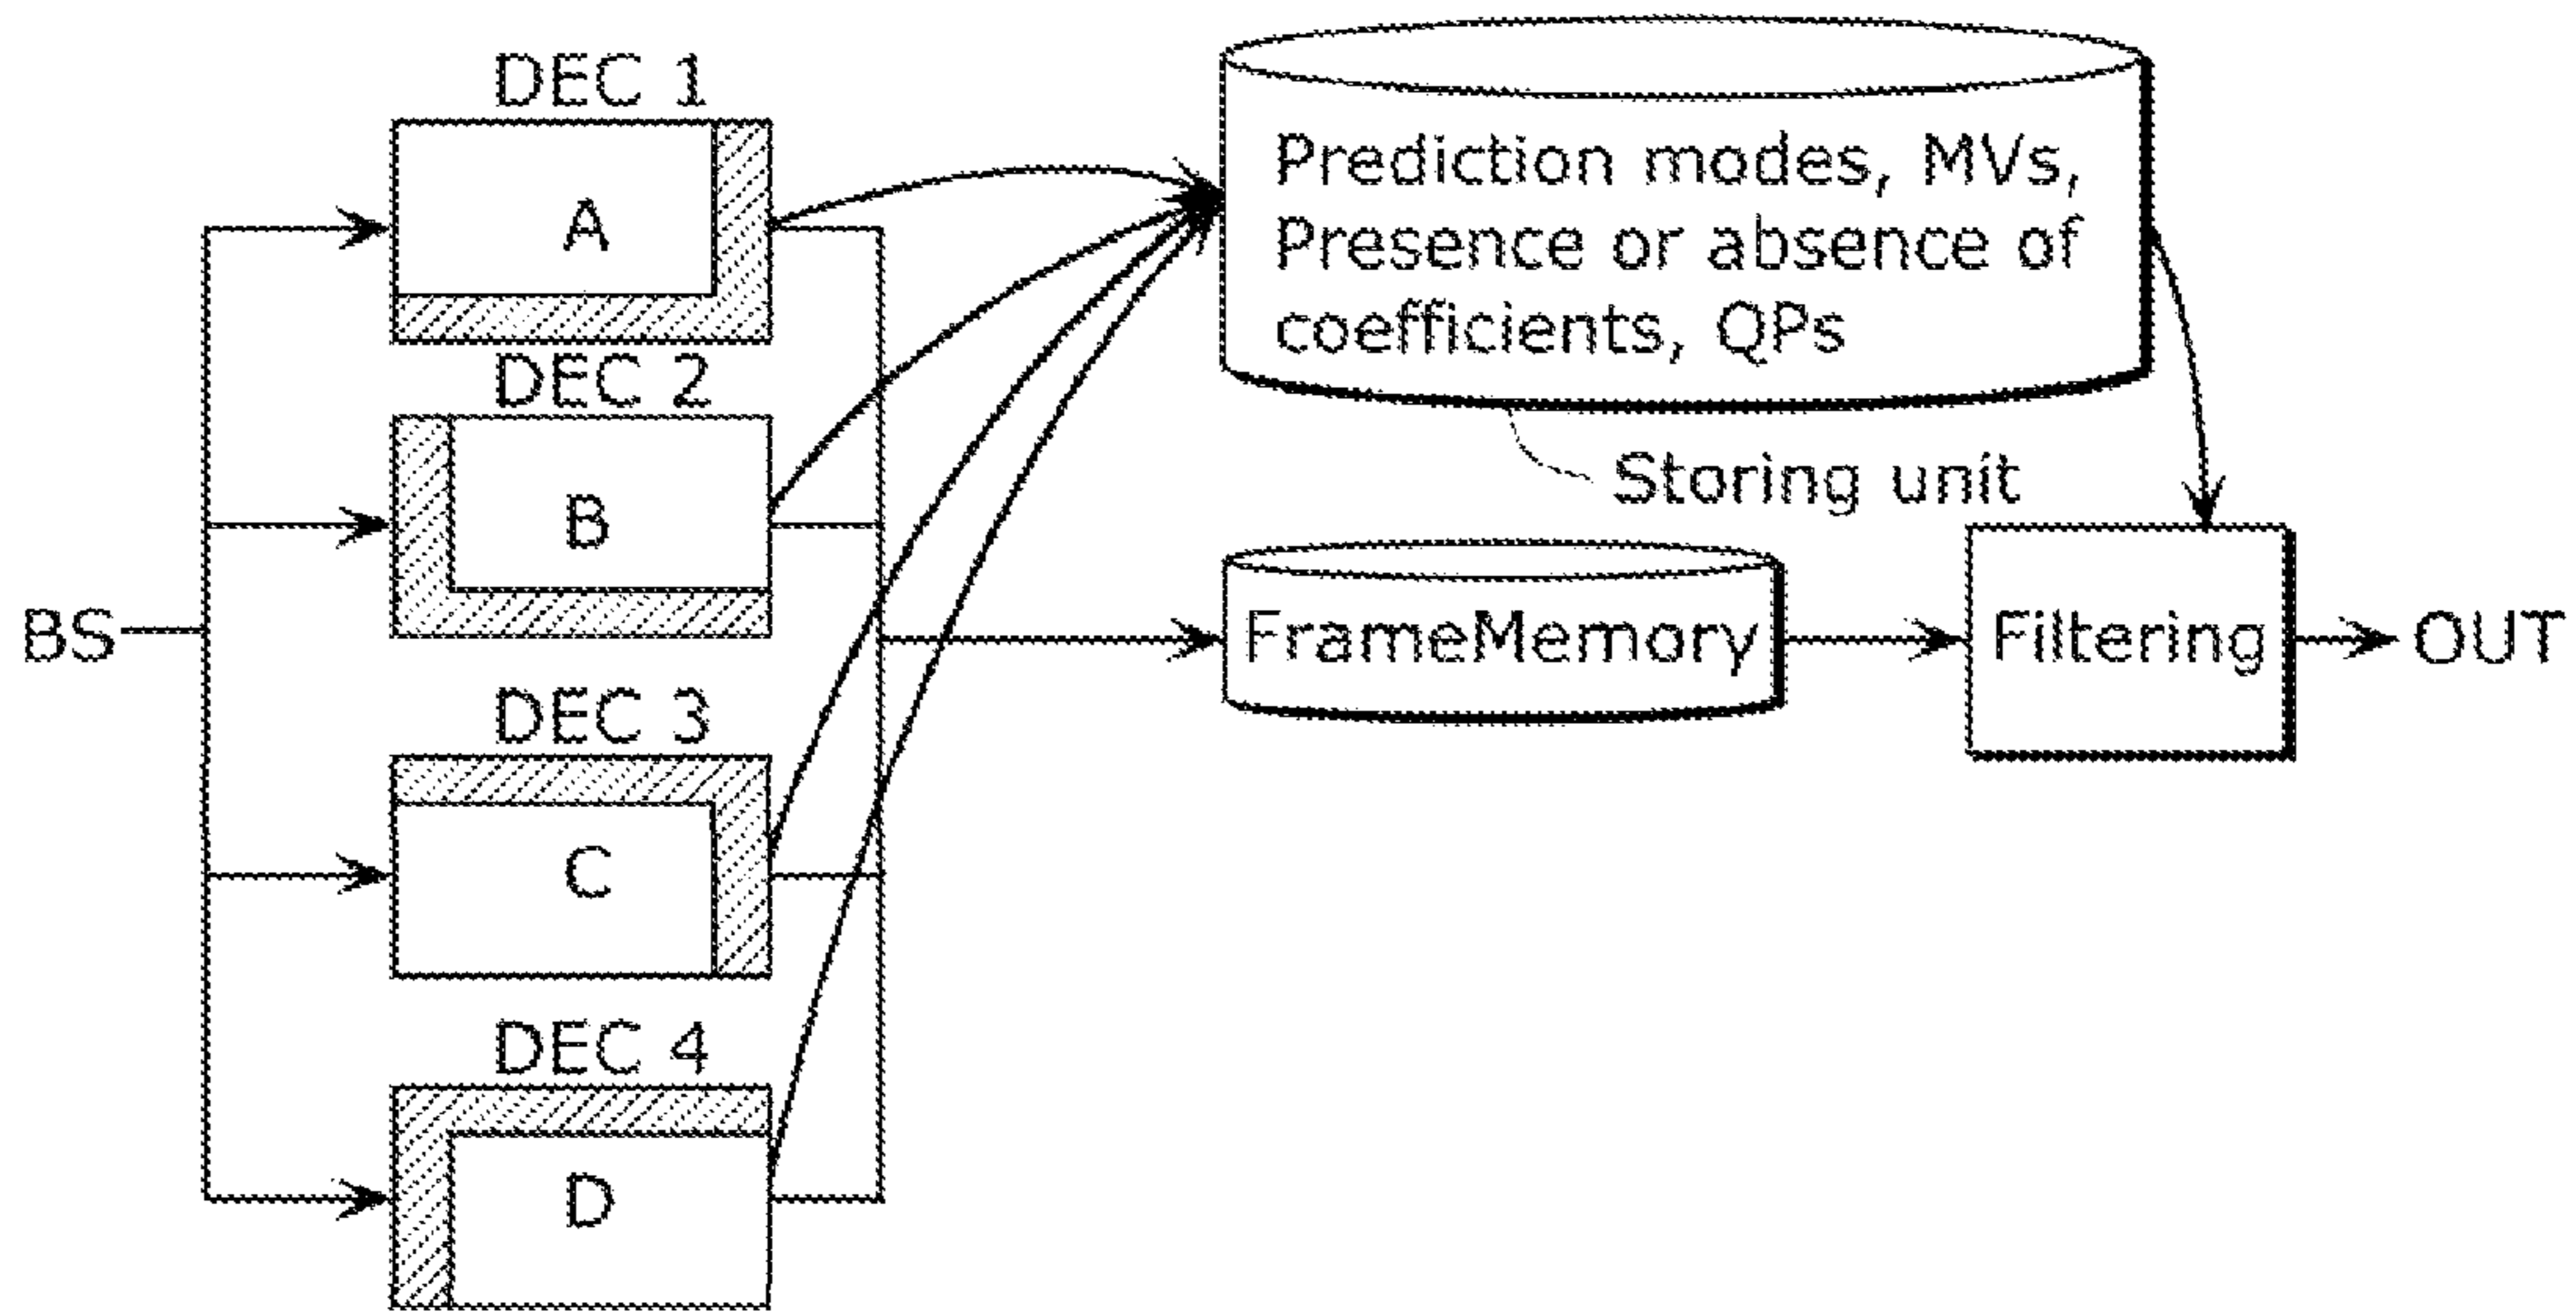 DEC 1
A
DEC 2
B
BS
DEC 3
C
DEC 4
D
Prediction modes, MVs,
Presence or absence of
coefficients, QPs
Storing unit
FrameMemory
Filtering
OUT